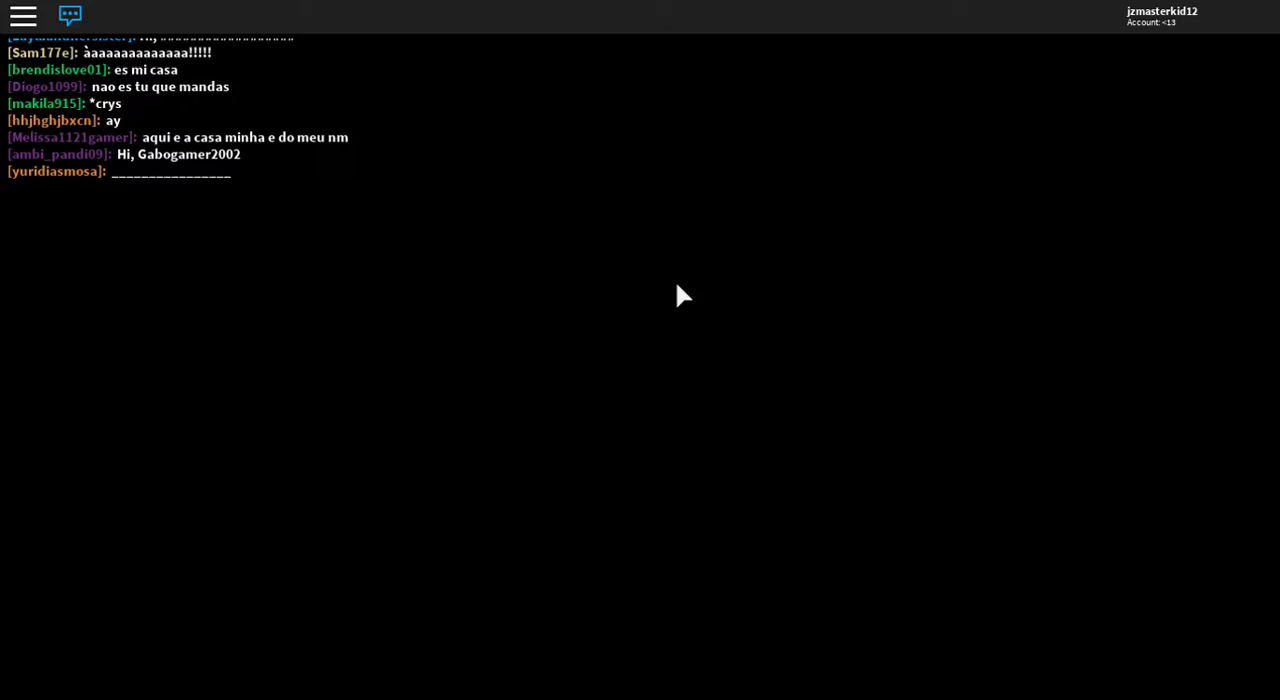 jzmasterkid12
Account: <13
[Sam177e]: àaaaaaaaaaaaaa!!!!!
[brendislove01]: es mi casa
[Diogo1099]: nao es tu que mandas
[makila915]: *crys
[hhjhghjbxcn]: ay
[Melissa1121gamer]: aqui e a casa minha e do meu nm
[ambi_pandi09]: Hi, Gabogamer2002
[yuridiasmosa]: ________________